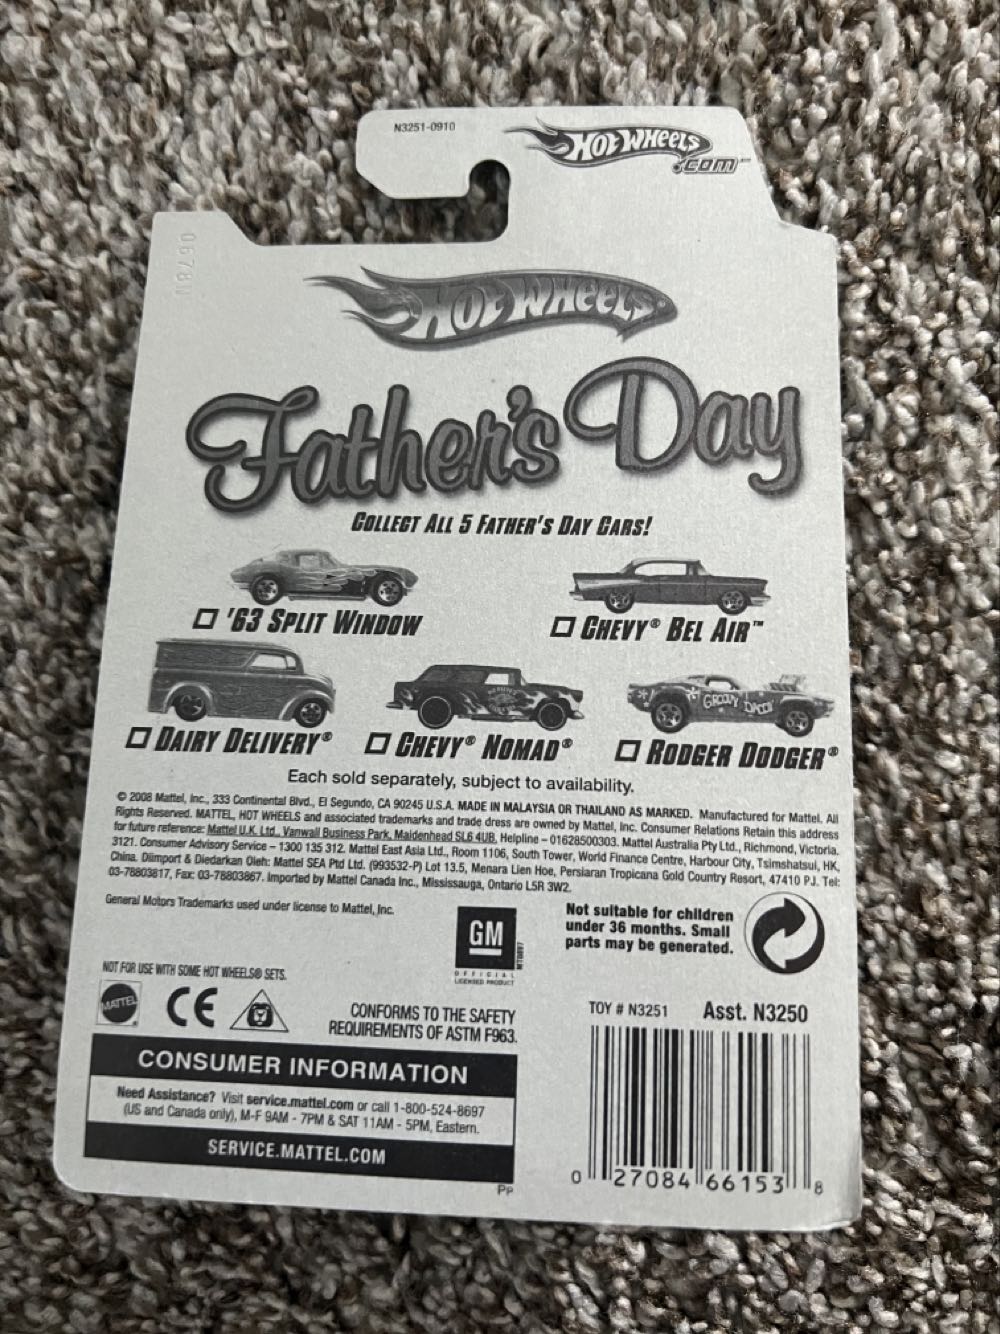 N3251-0910
HOT WHEELS
.COM™
0678N
HOT WHEELS
Father's Day
COLLECT ALL 5 FATHER'S DAY CARS!
☐ '63 SPLIT WINDOW
☐ CHEVY® BEL AIR™
GROOVY DADDY
☐ DAIRY DELIVERY®
☐ CHEVY® NOMAD®
☐ RODGER DODGER®
Each sold separately, subject to availability.
© 2008 Mattel, Inc., 333 Continental Blvd., El Segundo, CA 90245 U.S.A. MADE IN MALAYSIA OR THAILAND AS MARKED. Manufactured for Mattel. All
Rights Reserved. MATTEL, HOT WHEELS and associated trademarks and trade dress are owned by Mattel, Inc. Consumer Relations Retain this address
for future reference: Mattel U.K. Ltd., Vanwall Business Park, Maidenhead SL6 4UB, Helpline – 01628500303. Mattel Australia Pty Ltd., Richmond, Victoria.
3121. Consumer Advisory Service – 1300 135 312. Mattel East Asia Ltd., Room 1106, South Tower, World Finance Centre, Harbour City, Tsimshatsui, HK,
China. Diimport & Diedarkan Oleh: Mattel SEA Ptd Ltd. (993532-P) Lot 13.5, Menara Lien Hoe, Persiaran Tropicana Gold Country Resort, 47410 PJ. Tel:
03-78803817, Fax: 03-78803867. Imported by Mattel Canada Inc., Mississauga, Ontario L5R 3W2.
General Motors Trademarks used under license to Mattel, Inc.
GM
OFFICIAL
LICENSED PRODUCT
Not suitable for children
under 36 months. Small
parts may be generated.
NOT FOR USE WITH SOME HOT WHEELS® SETS.
MATTEL
CE
CONFORMS TO THE SAFETY
REQUIREMENTS OF ASTM F963.
TOY # N3251
Asst. N3250
CONSUMER INFORMATION
Need Assistance? Visit service.mattel.com or call 1-800-524-8697
(US and Canada only), M-F 9AM - 7PM & SAT 11AM - 5PM, Eastern.
SERVICE.MATTEL.COM
PP
0 27084 66153 8